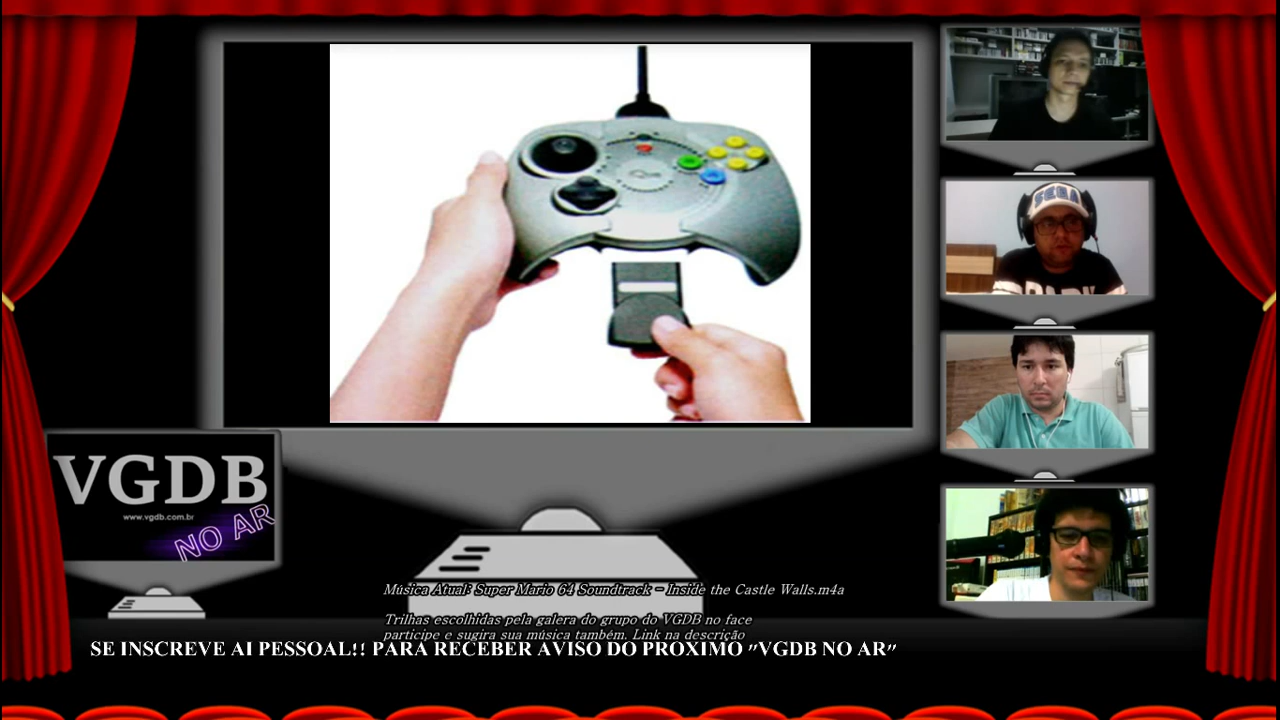 SEGA
VGDB
www.vgdb.com.br
NO AR
Música Atual: Super Mario 64 Soundtrack - Inside the Castle Walls.m4a
Trilhas escolhidas pela galera do grupo do VGDB no face
participe e sugira sua música também. Link na descrição
SE INSCREVE AI PESSOAL!! PARA RECEBER AVISO DO PROXIMO "VGDB NO AR"